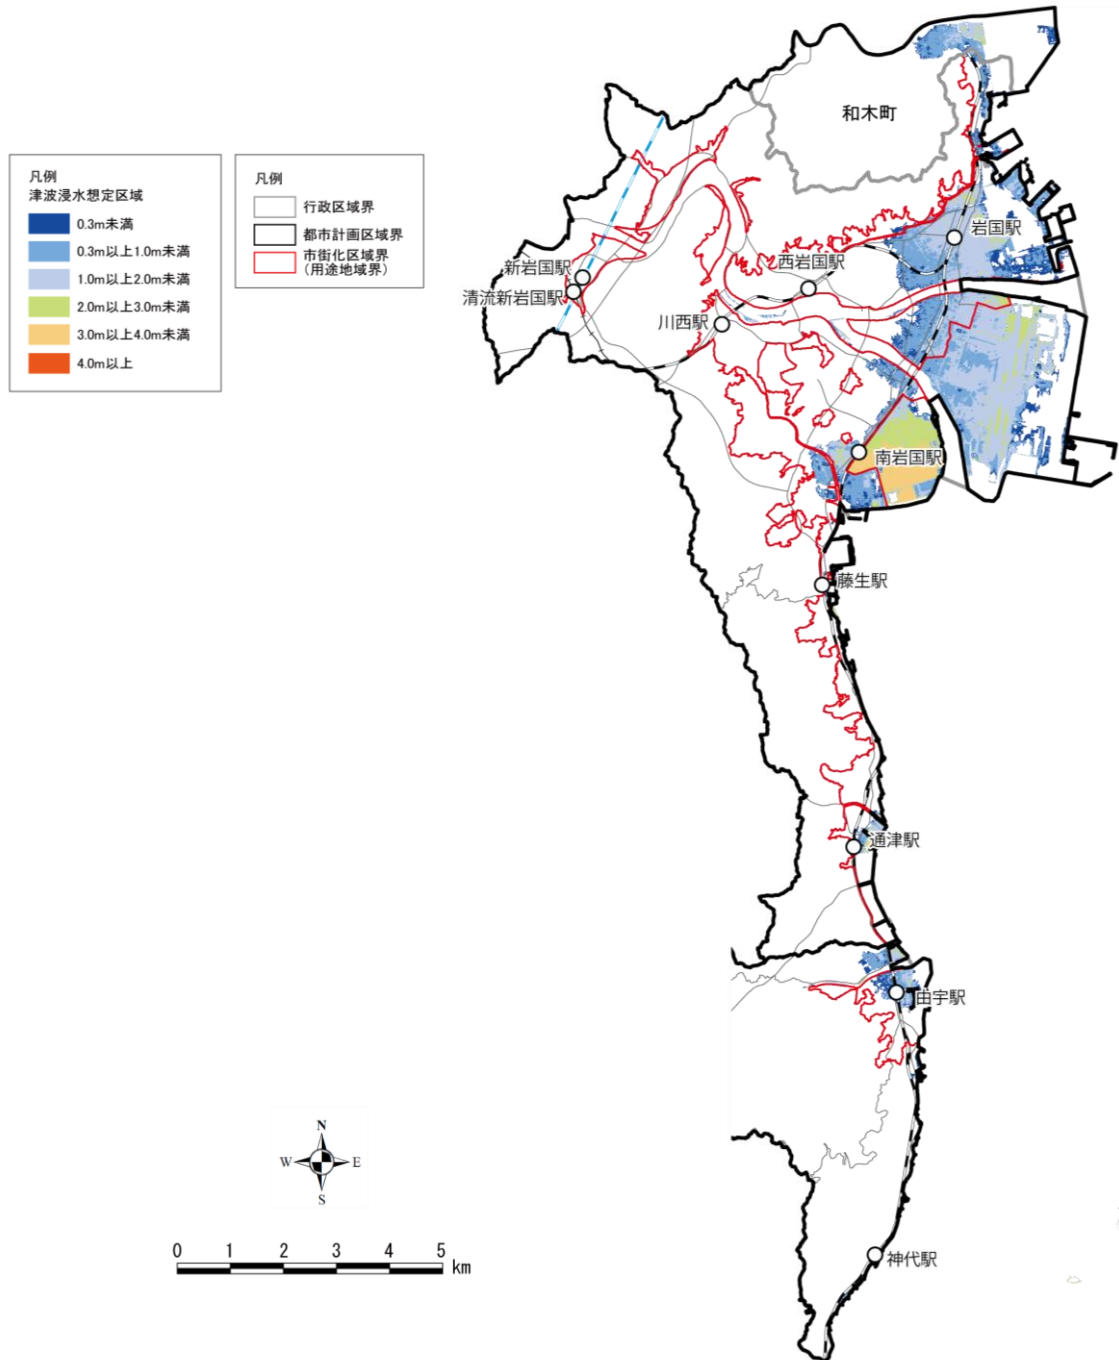 和木町
凡例
津波浸水想定区域
0.3m未満
0.3m以上1.0m未満
1.0m以上2.0m未満
2.0m以上3.0m未満
3.0m以上4.0m未満
4.0m以上
凡例
行政区域界
都市計画区域界
市街化区域界
(用途地域界)
岩国駅
西岩国駅
新岩国駅
清流新岩国駅
川西駅
南岩国駅
藤生駅
通津駅
由宇駅
神代駅
N
W E
S
0 1 2 3 4 5
km